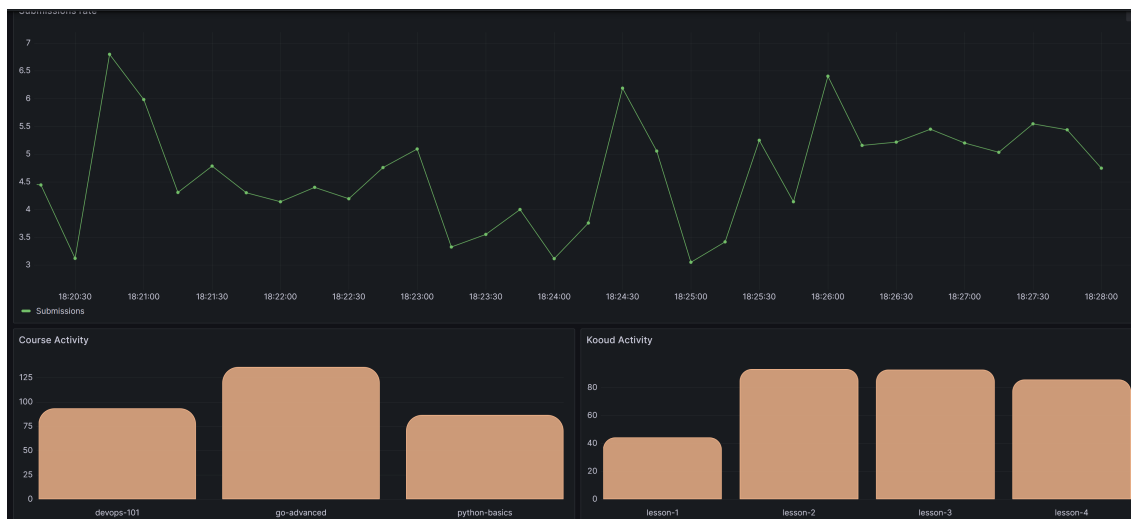 Submissions rate
7
6.5
6
5.5
5
4.5
4
3.5
3
18:20:30 18:21:00 18:21:30 18:22:00 18:22:30 18:23:00 18:23:30 18:24:00 18:24:30 18:25:00 18:25:30 18:26:00 18:26:30 18:27:00 18:27:30 18:28:00
Submissions
Course Activity
125
100
75
50
25
0
devops-101 go-advanced python-basics
Kooud Activity
80
60
40
20
0
lesson-1 lesson-2 lesson-3 lesson-4